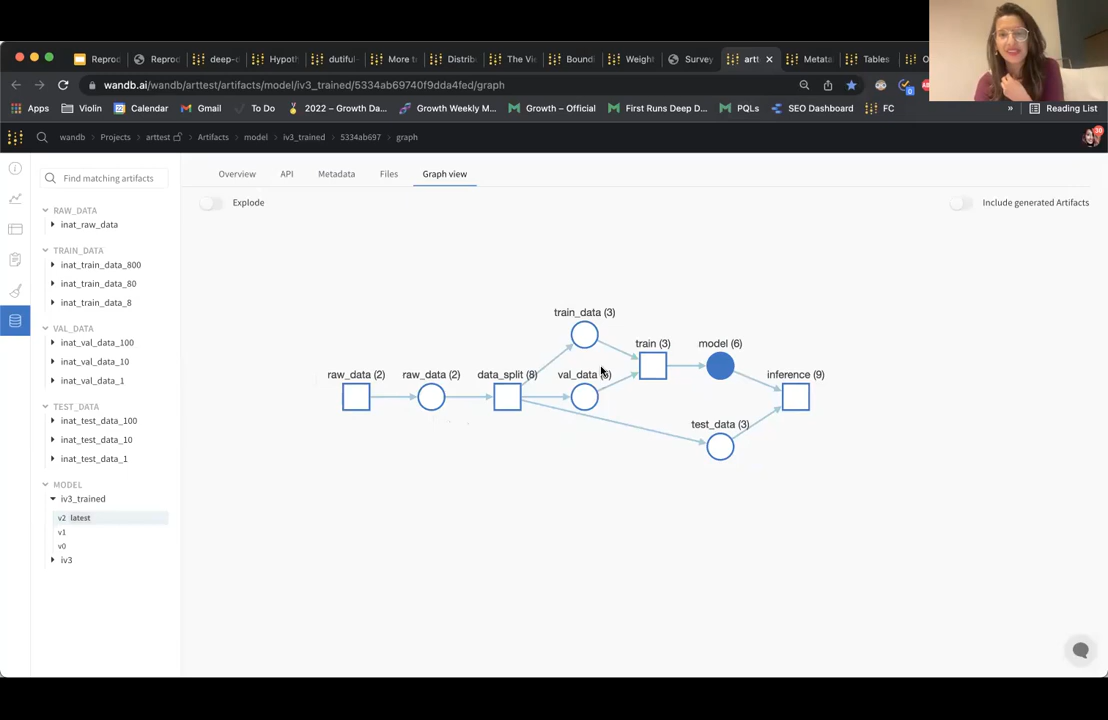 Reprod
Reprod
deep-
Hypoth
dutiful-
More t
Distrib
The Vi
Bound
Weight
Survey
artt
Metada
Tables
wandb.ai/wandb/arttest/artifacts/model/iv3_trained/5334ab69740f9dda4fed/graph
Apps
Violin
Calendar
Gmail
To Do
2022 – Growth Da...
Growth Weekly M...
Growth – Official
First Runs Deep D...
PQLs
SEO Dashboard
FC
»
Reading List
wandb
Projects
arttest
Artifacts
model
iv3_trained
5334ab697
graph
Find matching artifacts
RAW_DATA
inat_raw_data
TRAIN_DATA
inat_train_data_800
inat_train_data_80
inat_train_data_8
VAL_DATA
inat_val_data_100
inat_val_data_10
inat_val_data_1
TEST_DATA
inat_test_data_100
inat_test_data_10
inat_test_data_1
MODEL
iv3_trained
v2 latest
v1
v0
iv3
Overview
API
Metadata
Files
Graph view
Explode
Include generated Artifacts
train_data (3)
train (3)
model (6)
raw_data (2)
raw_data (2)
data_split (8)
val_data
inference (9)
test_data (3)